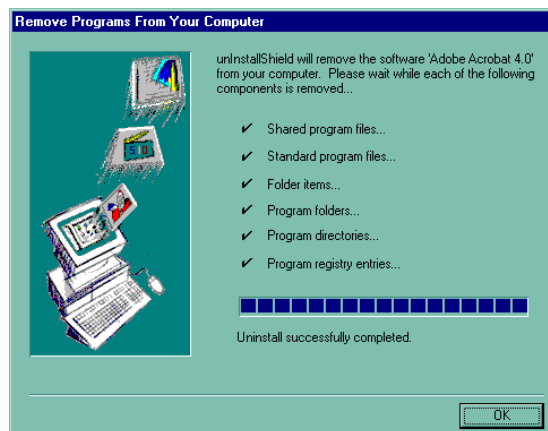 Remove Programs From Your Computer
unInstallShield will remove the software 'Adobe Acrobat 4.0'
from your computer. Please wait while each of the following
components is removed...
✔ Shared program files...
✔ Standard program files...
✔ Folder items...
✔ Program folders...
✔ Program directories...
✔ Program registry entries...
Uninstall successfully completed.
OK